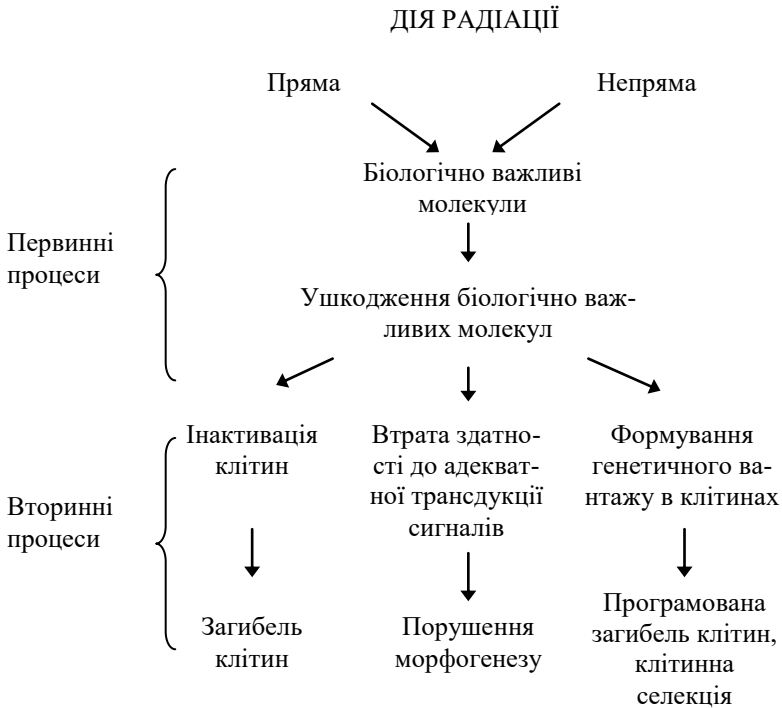 ДІЯ РАДІАЦІЇ
Пряма
Непряма
Біологічно важливі
молекули
Первинні
процеси
Ушкодження біологічно важ-
ливих молекул
Інактивація
клітин
Втрата здатно-
сті до адекват-
ної трансдукції
сигналів
Формування
генетичного ва-
нтажу в клітинах
Вторинні
процеси
Загибель
клітин
Порушення
морфогенезу
Програмована
загибель клітин,
клітинна
селекція